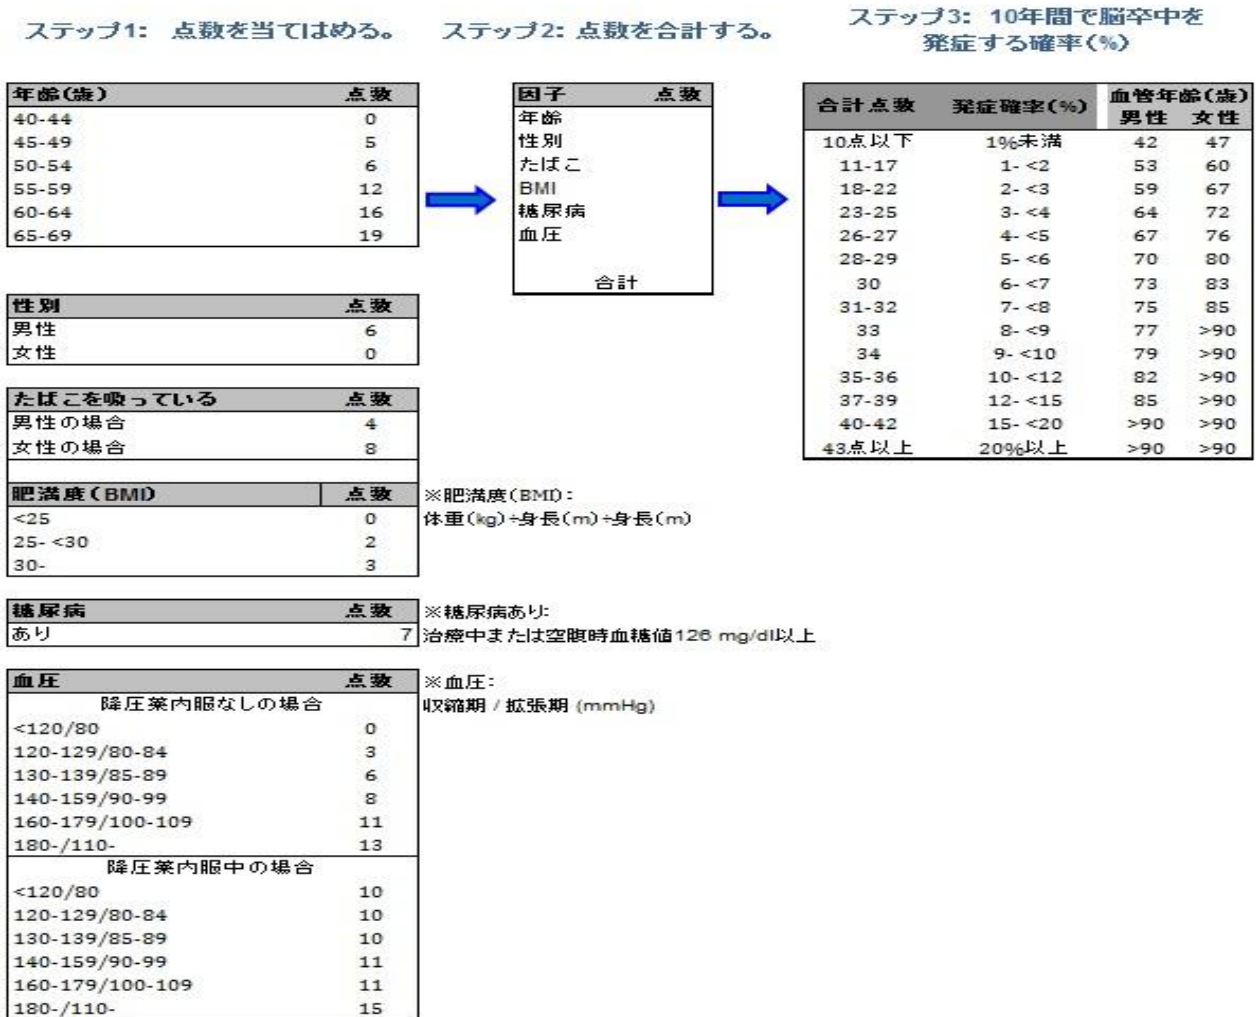 ステップ1: 点数を当てはめる。
ステップ2: 点数を合計する。
ステップ3: 10年間で脳卒中を
発症する確率(%)
年齢(歳) 点数
40-44 0
45-49 5
50-54 6
55-59 12
60-64 16
65-69 19
性別 点数
男性 6
女性 0
たばこを吸っている 点数
男性の場合 4
女性の場合 8
肥満度(BMI) 点数
<25 0
25- <30 2
30- 3
※肥満度(BMI):
体重(kg)÷身長(m)÷身長(m)
糖尿病 点数
あり 7
※糖尿病あり:
治療中または空腹時血糖値126 mg/dl以上
血圧 点数
※血圧:
収縮期 / 拡張期 (mmHg)
降圧薬内服なしの場合
<120/80 0
120-129/80-84 3
130-139/85-89 6
140-159/90-99 8
160-179/100-109 11
180-/110- 13
降圧薬内服中の場合
<120/80 10
120-129/80-84 10
130-139/85-89 10
140-159/90-99 11
160-179/100-109 11
180-/110- 15
因子 点数
年齢
性別
たばこ
BMI
糖尿病
血圧
合計
合計点数 発症確率(%) 血管年齢(歳)
男性 女性
10点以下 1%未満 42 47
11-17 1- <2 53 60
18-22 2- <3 59 67
23-25 3- <4 64 72
26-27 4- <5 67 76
28-29 5- <6 70 80
30 6- <7 73 83
31-32 7- <8 75 85
33 8- <9 77 >90
34 9- <10 79 >90
35-36 10- <12 82 >90
37-39 12- <15 85 >90
40-42 15- <20 >90 >90
43点以上 20%以上 >90 >90